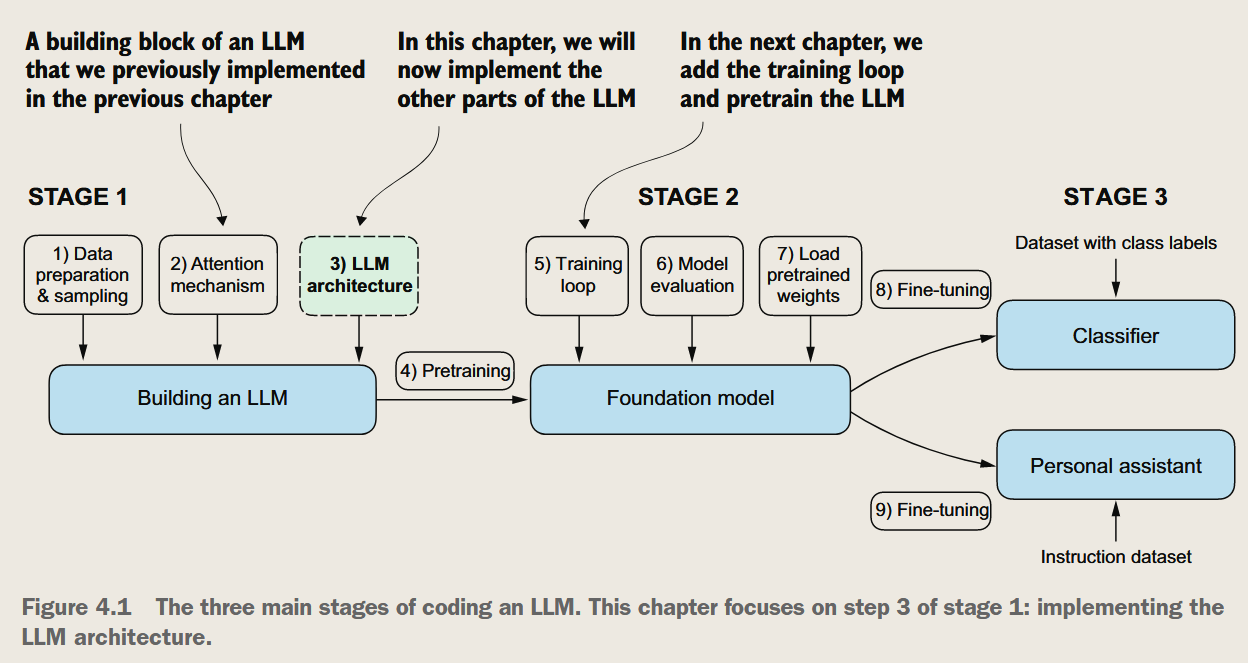 A building block of an LLM
that we previously implemented
in the previous chapter
In this chapter, we will
now implement the
other parts of the LLM
In the next chapter, we
add the training loop
and pretrain the LLM
STAGE 1
STAGE 2
STAGE 3
1) Data
preparation
& sampling
2) Attention
mechanism
3) LLM
architecture
5) Training
loop
6) Model
evaluation
7) Load
pretrained
weights
8) Fine-tuning
Dataset with class labels
Classifier
Building an LLM
4) Pretraining
Foundation model
Personal assistant
9) Fine-tuning
Instruction dataset
Figure 4.1 The three main stages of coding an LLM. This chapter focuses on step 3 of stage 1: implementing the
LLM architecture.